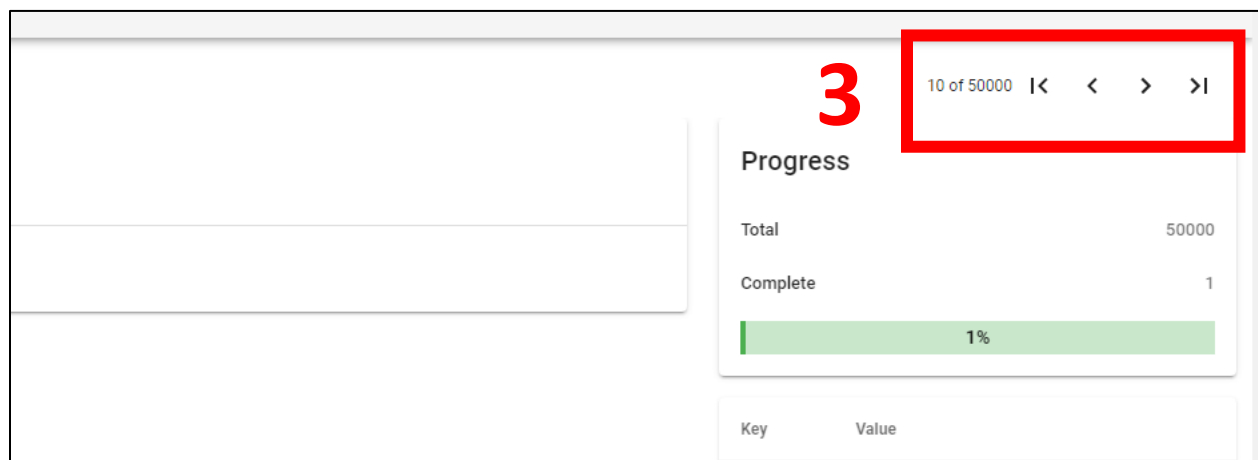 3
10 of 50000
Progress
Total 50000
Complete 1
1%
Key Value